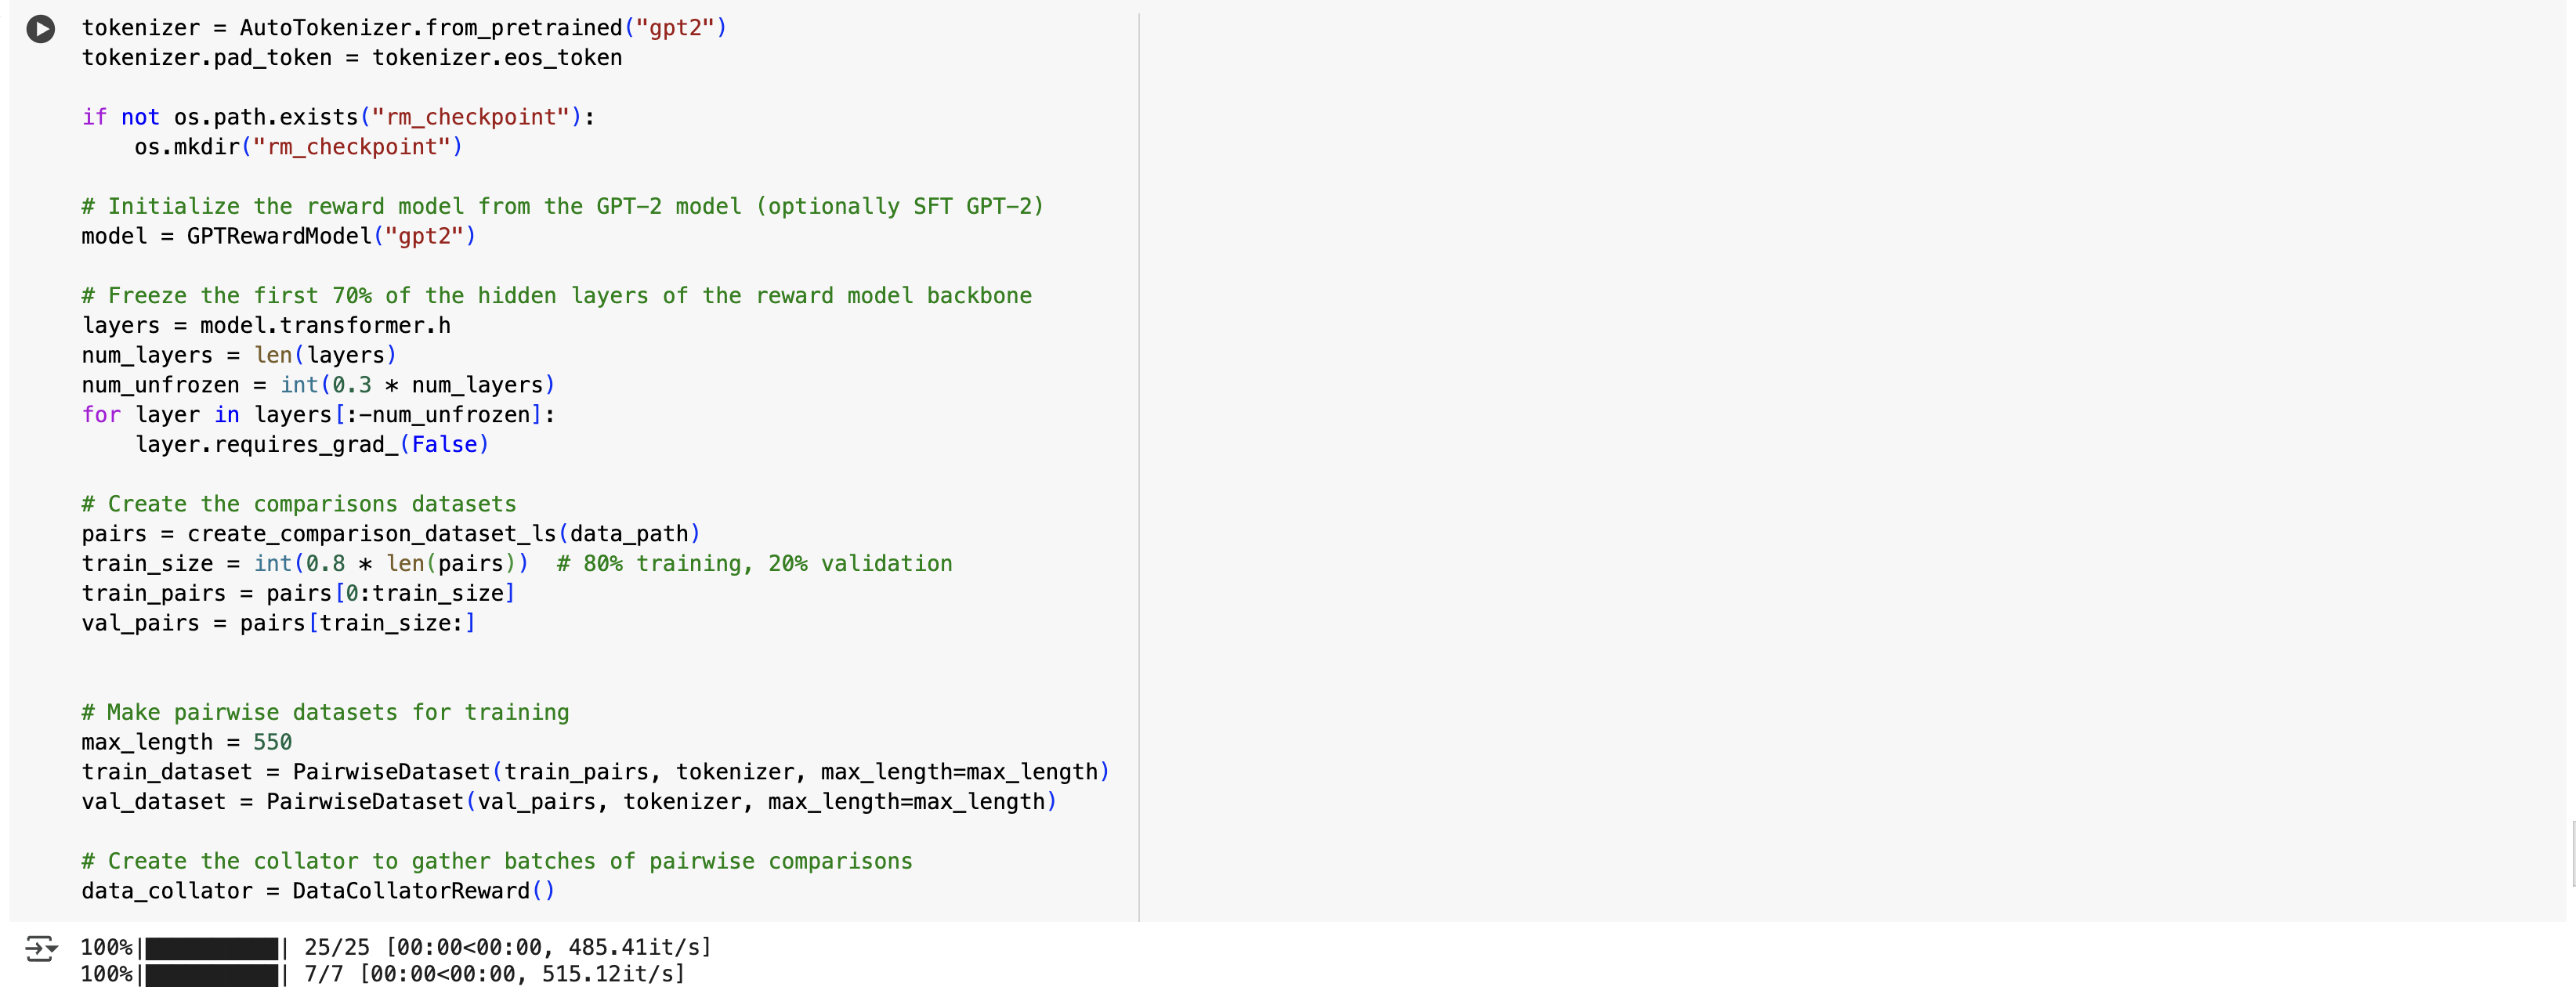 tokenizer = AutoTokenizer.from_pretrained("gpt2")
tokenizer.pad_token = tokenizer.eos_token
if not os.path.exists("rm_checkpoint"):
    os.mkdir("rm_checkpoint")
# Initialize the reward model from the GPT-2 model (optionally SFT GPT-2)
model = GPTRewardModel("gpt2")
# Freeze the first 70% of the hidden layers of the reward model backbone
layers = model.transformer.h
num_layers = len(layers)
num_unfrozen = int(0.3 * num_layers)
for layer in layers[:-num_unfrozen]:
    layer.requires_grad_(False)
# Create the comparisons datasets
pairs = create_comparison_dataset_ls(data_path)
train_size = int(0.8 * len(pairs))  # 80% training, 20% validation
train_pairs = pairs[0:train_size]
val_pairs = pairs[train_size:]
# Make pairwise datasets for training
max_length = 550
train_dataset = PairwiseDataset(train_pairs, tokenizer, max_length=max_length)
val_dataset = PairwiseDataset(val_pairs, tokenizer, max_length=max_length)
# Create the collator to gather batches of pairwise comparisons
data_collator = DataCollatorReward()
100%|██████████| 25/25 [00:00<00:00, 485.41it/s]
100%|██████████| 7/7 [00:00<00:00, 515.12it/s]